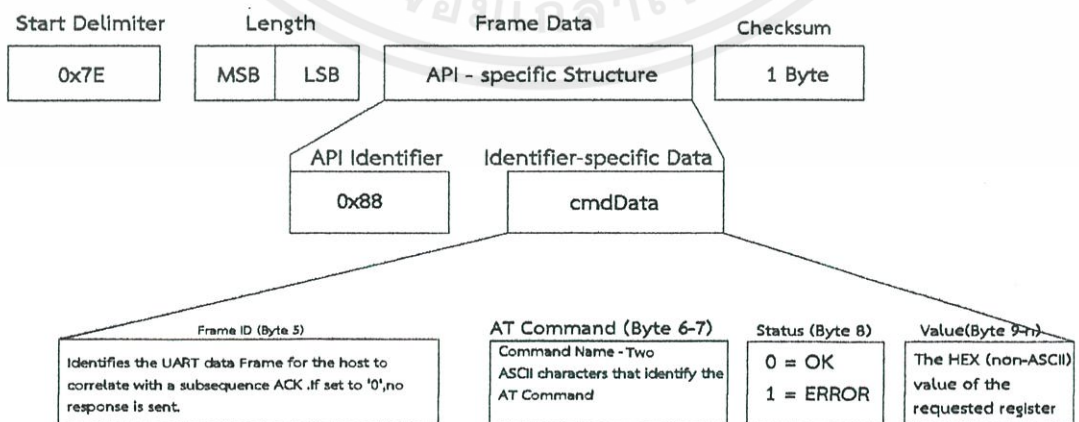 Start Delimiter Length Frame Data Checksum
0x7E MSB LSB API - specific Structure 1 Byte
API Identifier Identifier-specific Data
0x88 cmdData
Frame ID (Byte 5)
Identifies the UART data Frame for the host to
correlate with a subsequence ACK .If set to '0',no
response is sent.
AT Command (Byte 6-7)
Command Name - Two
ASCII characters that identify the
AT Command
Status (Byte 8)
0 = OK
1 = ERROR
Value(Byte 9-n)
The HEX (non-ASCII)
value of the
requested register